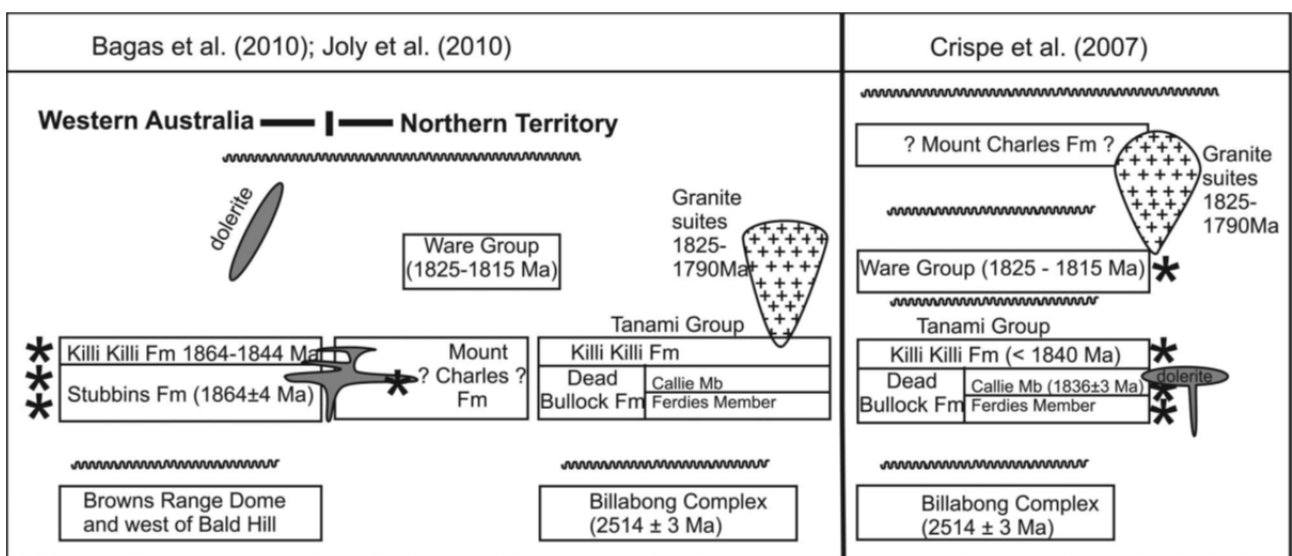 Bagas et al. (2010); Joly et al. (2010)
Crispe et al. (2007)
Western Australia
Northern Territory
dolerite
Ware Group
(1825-1815 Ma)
Granite
suites
1825-
1790Ma
Killi Killi Fm 1864-1844 Ma
Stubbins Fm (1864±4 Ma)
Mount
? Charles ?
Fm
Tanami Group
Killi Killi Fm
Dead
Bullock Fm
Callie Mb
Ferdies Member
Browns Range Dome
and west of Bald Hill
Billabong Complex
(2514 ± 3 Ma)
? Mount Charles Fm ?
Granite
suites
1825-
1790Ma
Ware Group (1825 - 1815 Ma)
Tanami Group
Killi Killi Fm (< 1840 Ma)
Dead
Bullock Fm
Callie Mb (1836±3 Ma)
Ferdies Member
dolerite
Billabong Complex
(2514 ± 3 Ma)